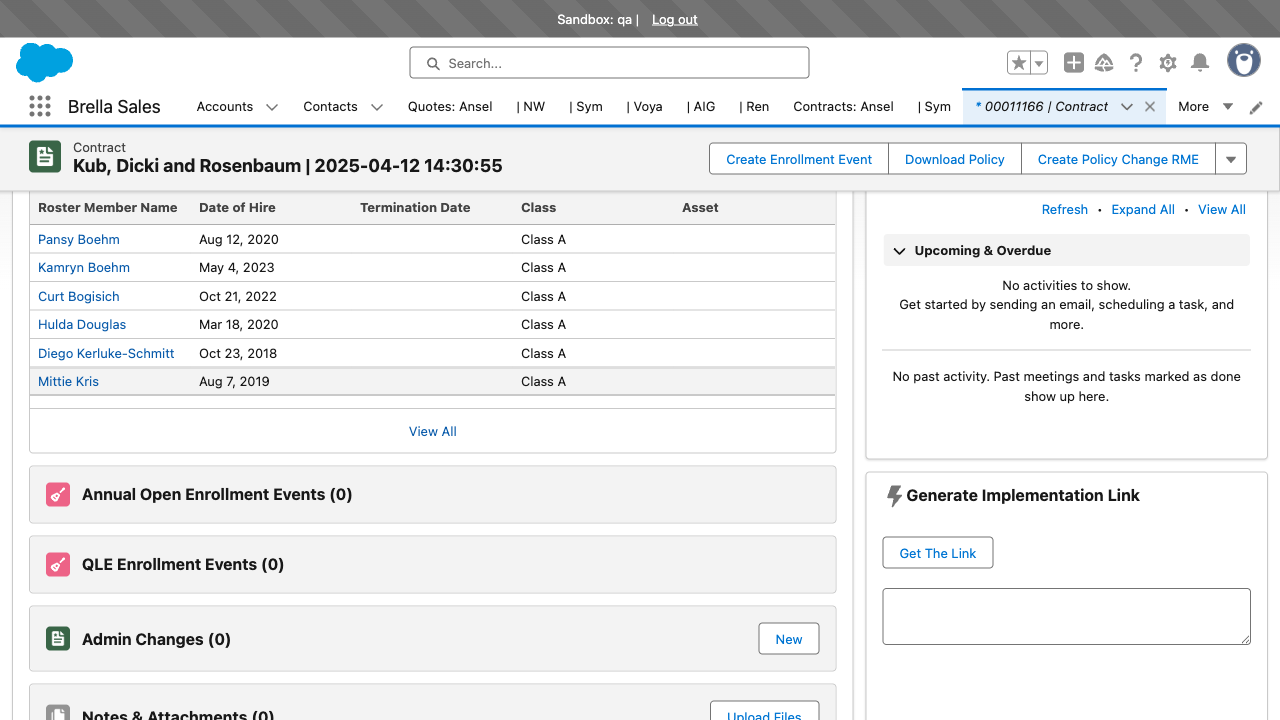 Sandbox: qa | Log out
Search...
Brella Sales Accounts Contacts Quotes: Ansel | NW | Sym | Voya | AIG | Ren Contracts: Ansel | Sym * 00011166 | Contract More
Contract
Kub, Dicki and Rosenbaum | 2025-04-12 14:30:55
Create Enrollment Event Download Policy Create Policy Change RME
Roster Member Name Date of Hire Termination Date Class Asset
Pansy Boehm Aug 12, 2020 Class A
Kamryn Boehm May 4, 2023 Class A
Curt Bogisich Oct 21, 2022 Class A
Hulda Douglas Mar 18, 2020 Class A
Diego Kerluke-Schmitt Oct 23, 2018 Class A
Mittie Kris Aug 7, 2019 Class A
View All
Annual Open Enrollment Events (0)
QLE Enrollment Events (0)
Admin Changes (0) New
Notes & Attachments (0) Upload Files
Refresh • Expand All • View All
Upcoming & Overdue
No activities to show.
Get started by sending an email, scheduling a task, and
more.
No past activity. Past meetings and tasks marked as done
show up here.
Generate Implementation Link
Get The Link